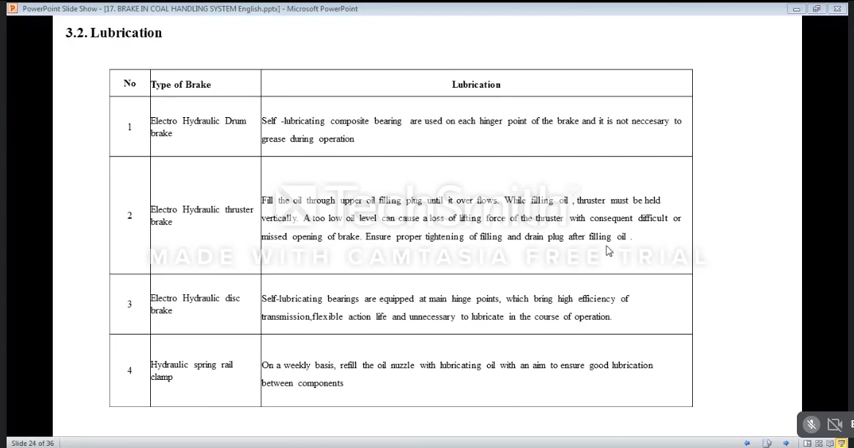 PowerPoint Slide Show - [17. BRAKE IN COAL HANDLING SYSTEM English.pptx] - Microsoft PowerPoint
3.2. Lubrication
No Type of Brake Lubrication
1
Electro Hydraulic Drum
brake
Self -lubricating composite bearing are used on each hinger point of the brake and it is not neccesary to
grease during operation
2
Electro Hydraulic thruster
brake
Fill the oil through upper oil filling plug until it over flows. While filling oil , thruster must be held
vertically. A too low oil level can cause a loss of lifting force of the thruster with consequent difficult or
missed opening of brake. Ensure proper tightening of filling and drain plug after filling oil .
TechSmith
MADE WITH CAMTASIA FREE TRIAL
3
Electro Hydraulic disc
brake
Self-lubricating bearings are equipped at main hinge points, which bring high efficiency of
transmission,flexible action life and unnecessary to lubricate in the course of operation.
4
Hydraulic spring rail
clamp
On a weekly basis, refill the oil nuzzle with lubricating oil with an aim to ensure good lubrication
between components
Slide 24 of 36